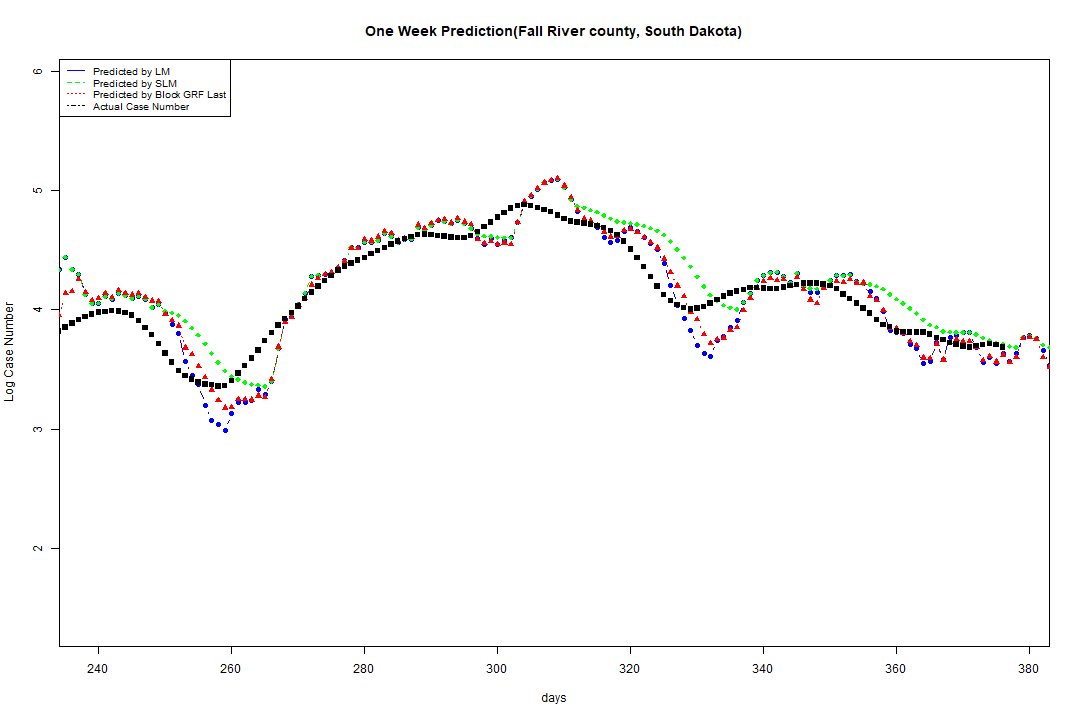 One Week Prediction(Fall River county, South Dakota)
6
Predicted by LM
Predicted by SLM
Predicted by Block GRF Last
Actual Case Number
5
4
3
2
Log Case Number
240 260 280 300 320 340 360 380
days